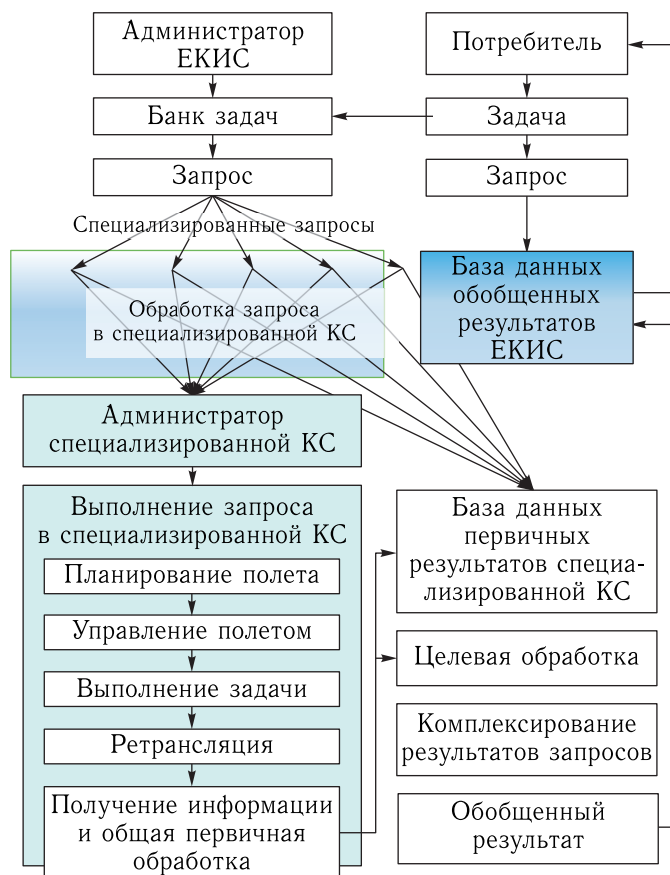 Администратор
ЕКИС
Потребитель
Банк задач
Задача
Запрос
Запрос
Специализированные запросы
База данных
обобщенных
результатов
ЕКИС
Обработка запроса
в специализированной КС
Администратор
специализированной КС
Выполнение запроса
в специализированной КС
Планирование полета
Управление полетом
Выполнение задачи
Ретрансляция
Получение информации
и общая первичная
обработка
База данных
первичных
результатов специа-
лизированной КС
Целевая обработка
Комплексирование
результатов запросов
Обобщенный
результат